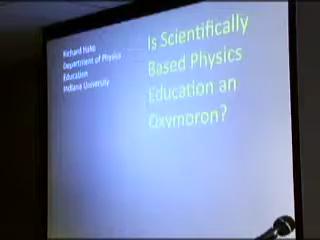 Richard Hake
Department of Physics
Education
Indiana University
Is Scientifically
Based Physics
Education an
Oxymoron?